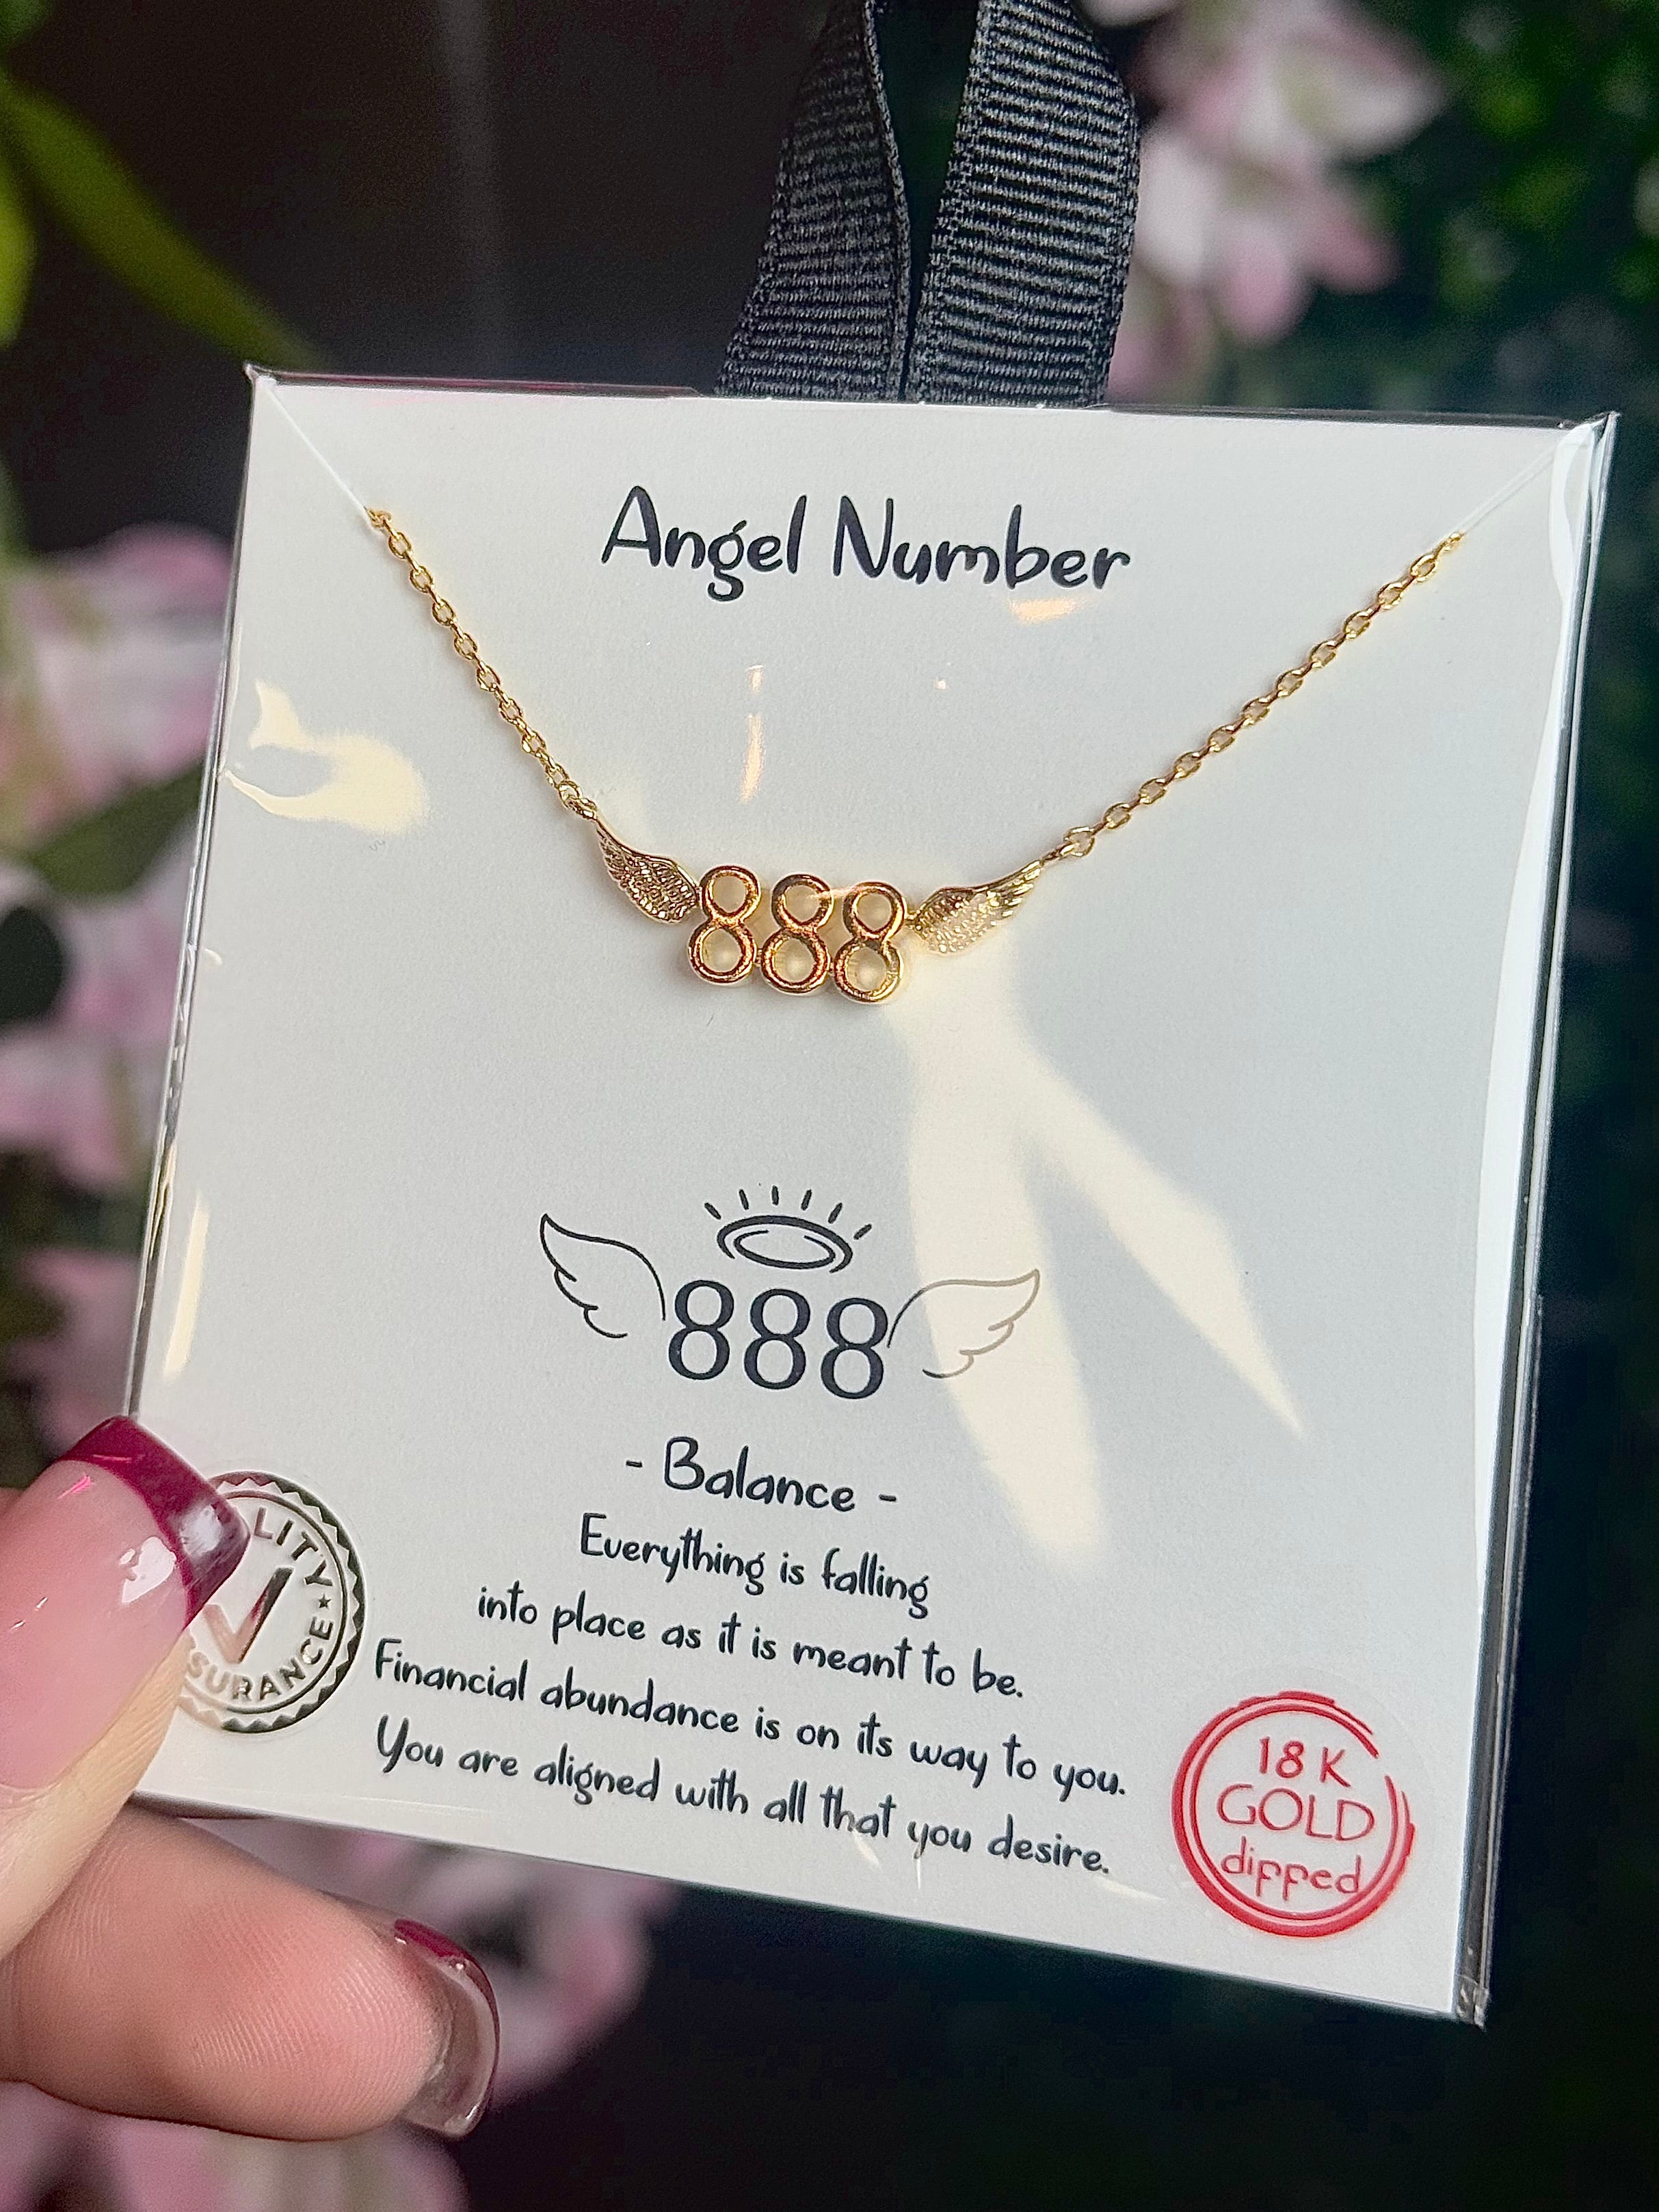 Angel Number
888
888
- Balance -
Everything is falling
into place as it is meant to be.
Financial abundance is on its way to you.
You are aligned with all that you desire.
18 K
GOLD
dipped